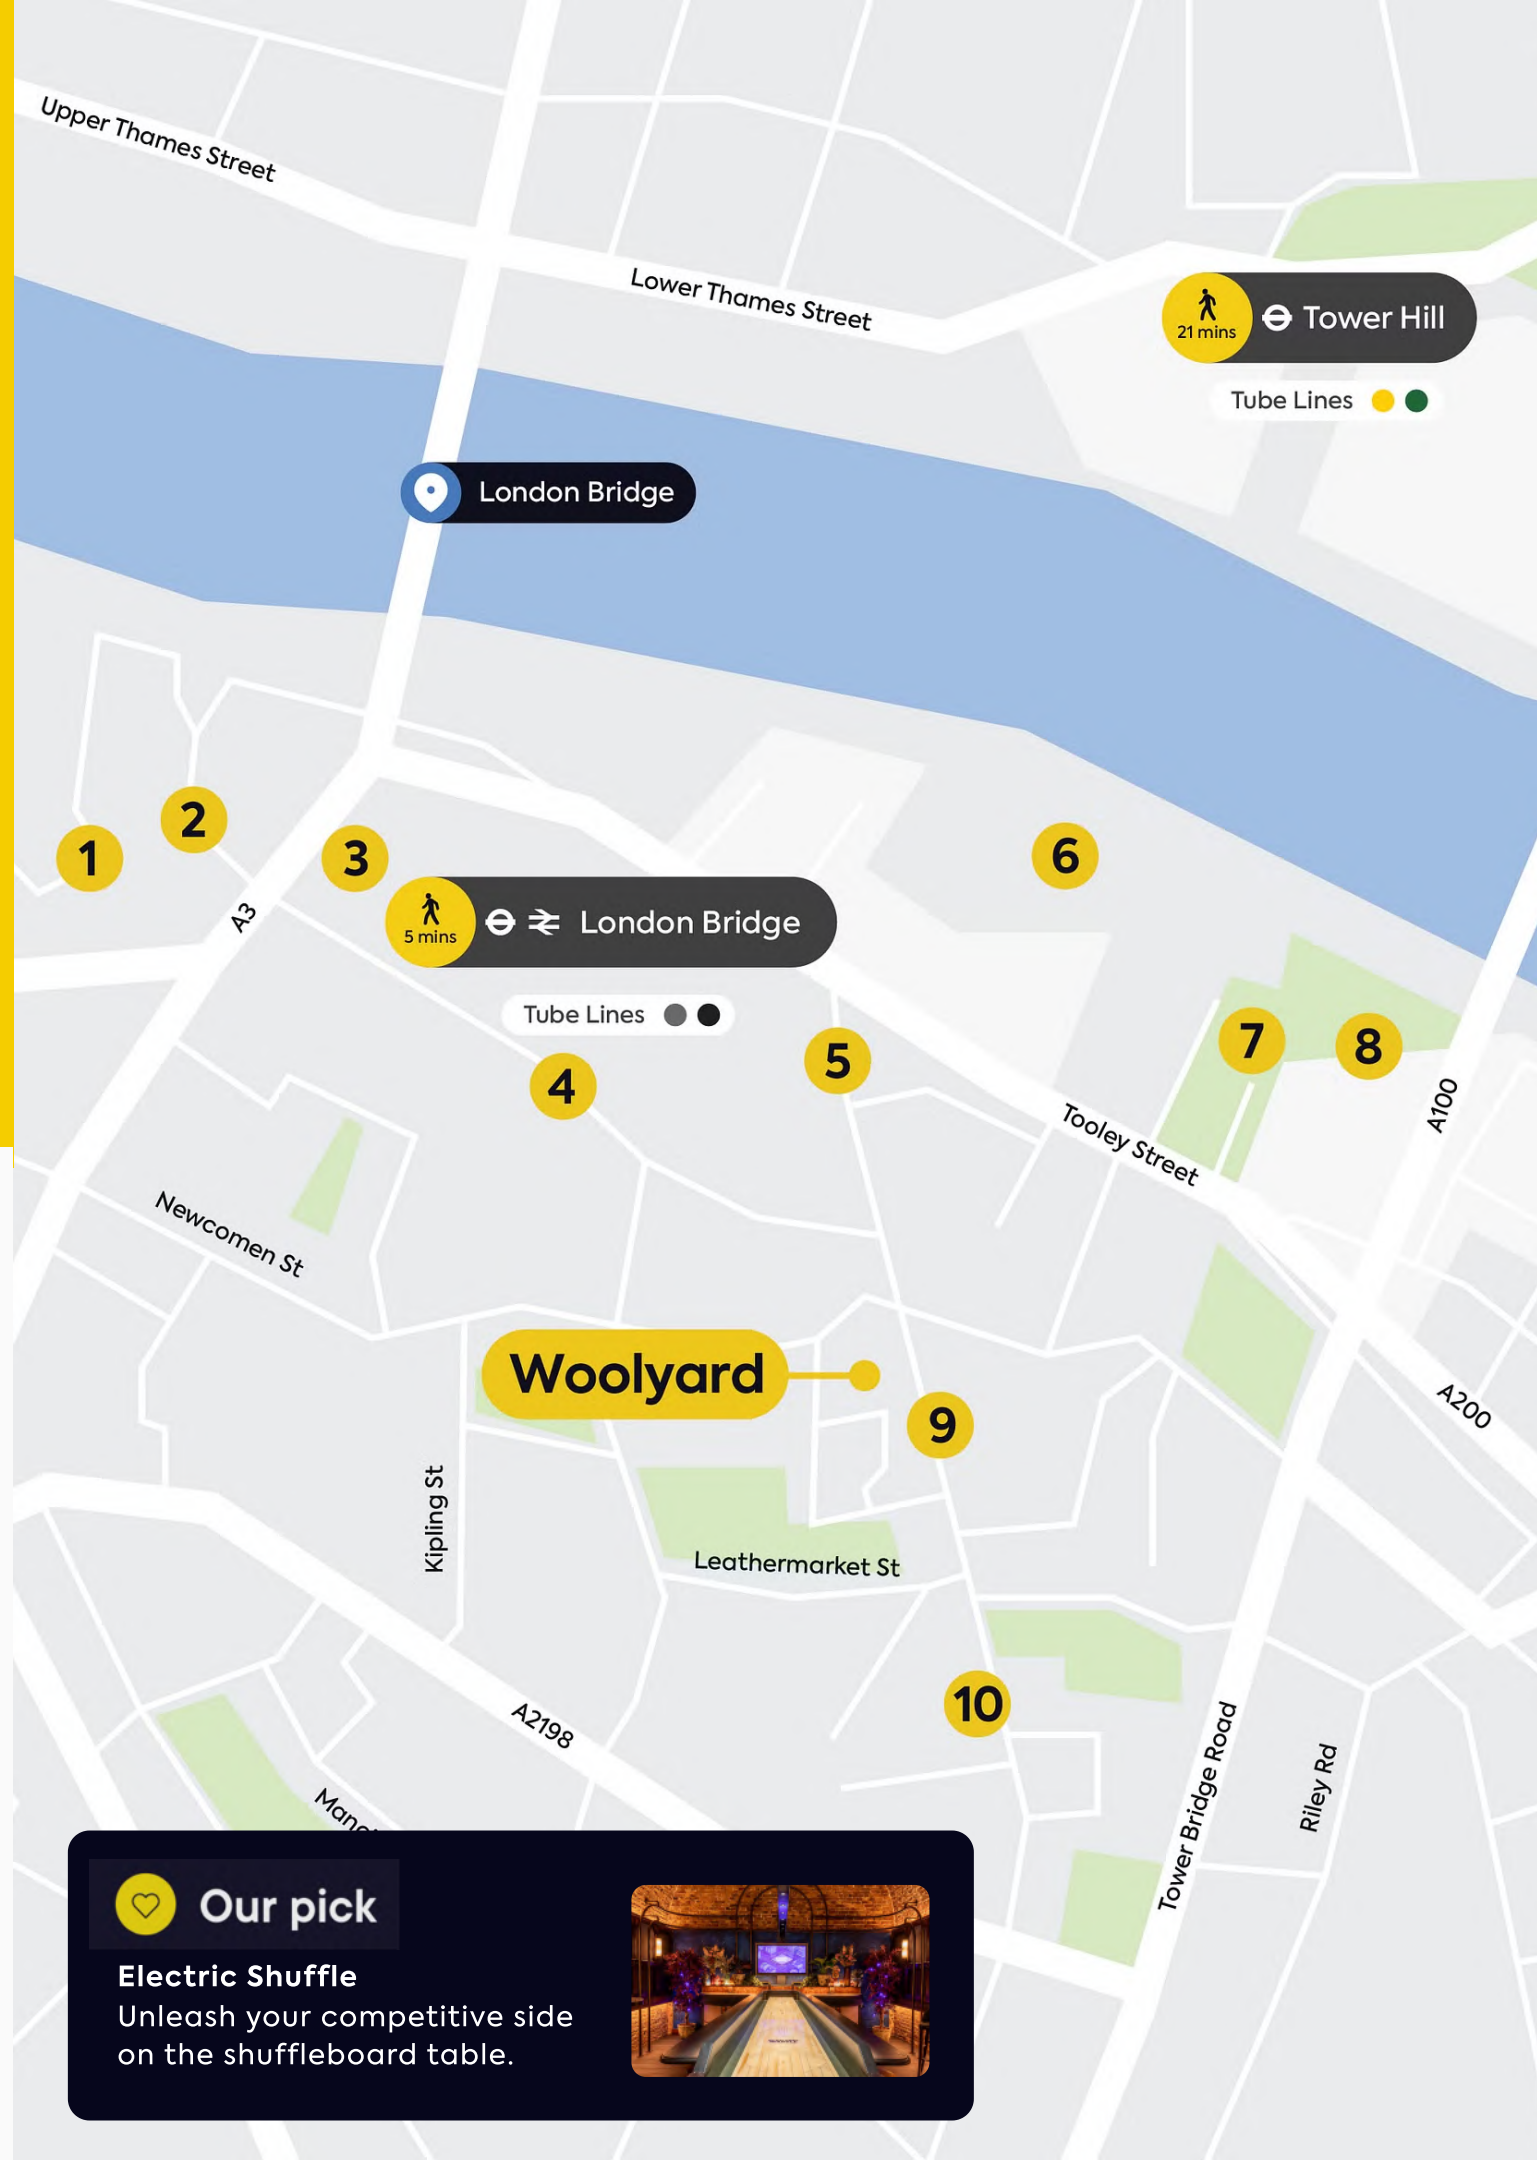 Upper Thames Street
Lower Thames Street
21 mins
Tower Hill
Tube Lines
London Bridge
2
1
3
6
A3
5 mins
London Bridge
Tube Lines
7
8
5
4
A100
Tooley Street
Newcomen St
Woolyard
A200
9
Kipling St
Leathermarket St
10
A2198
Tower Bridge Road
Riley Rd
Our pick
Electric Shuffle
Unleash your competitive side
on the shuffleboard table.